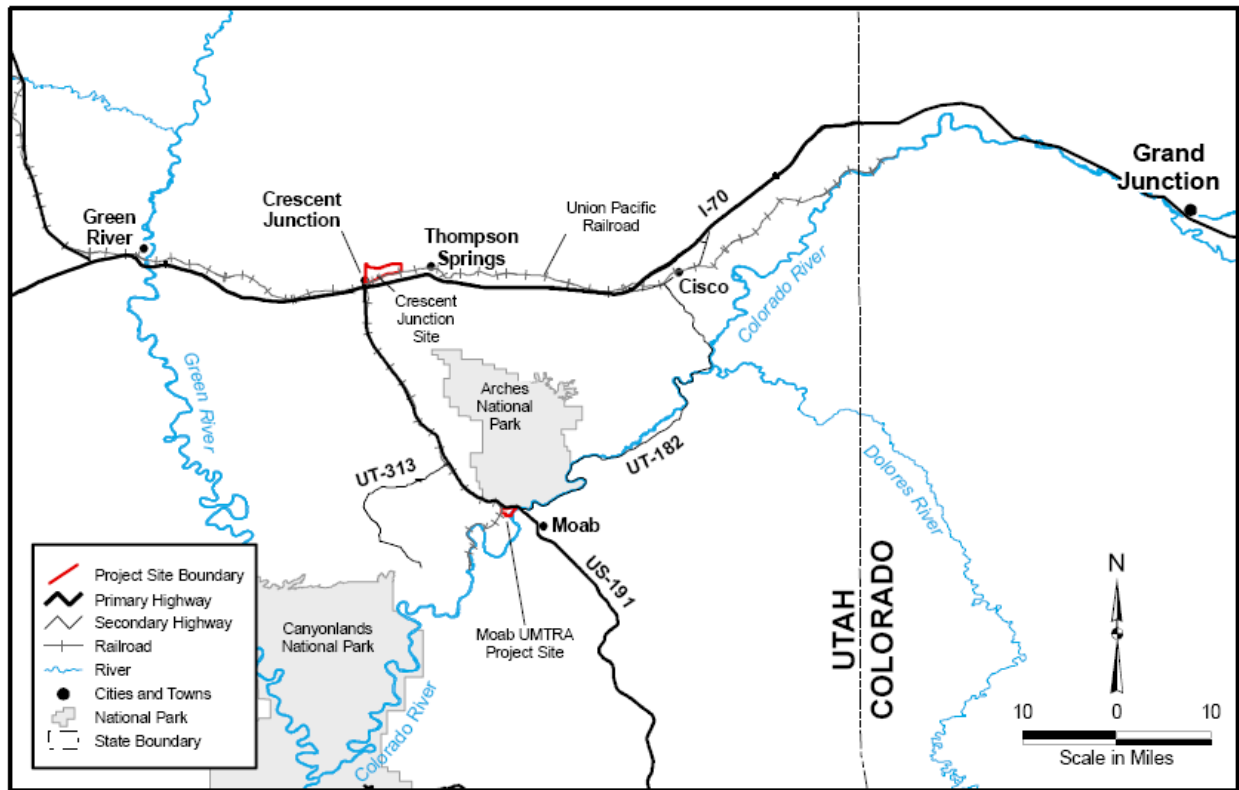 Grand
Junction
Green
River
Crescent
Junction
Thompson
Springs
Union Pacific
Railroad
I-70
Cisco
Crescent
Junction
Site
Colorado River
Green River
Arches
National
Park
UT-182
UT-313
Dolores River
Moab
US-191
UTAH
COLORADO
N
Moab UMTRA
Project Site
Canyonlands
National Park
Colorado River
Project Site Boundary
Primary Highway
Secondary Highway
Railroad
River
Cities and Towns
National Park
State Boundary
10 0 10
Scale in Miles